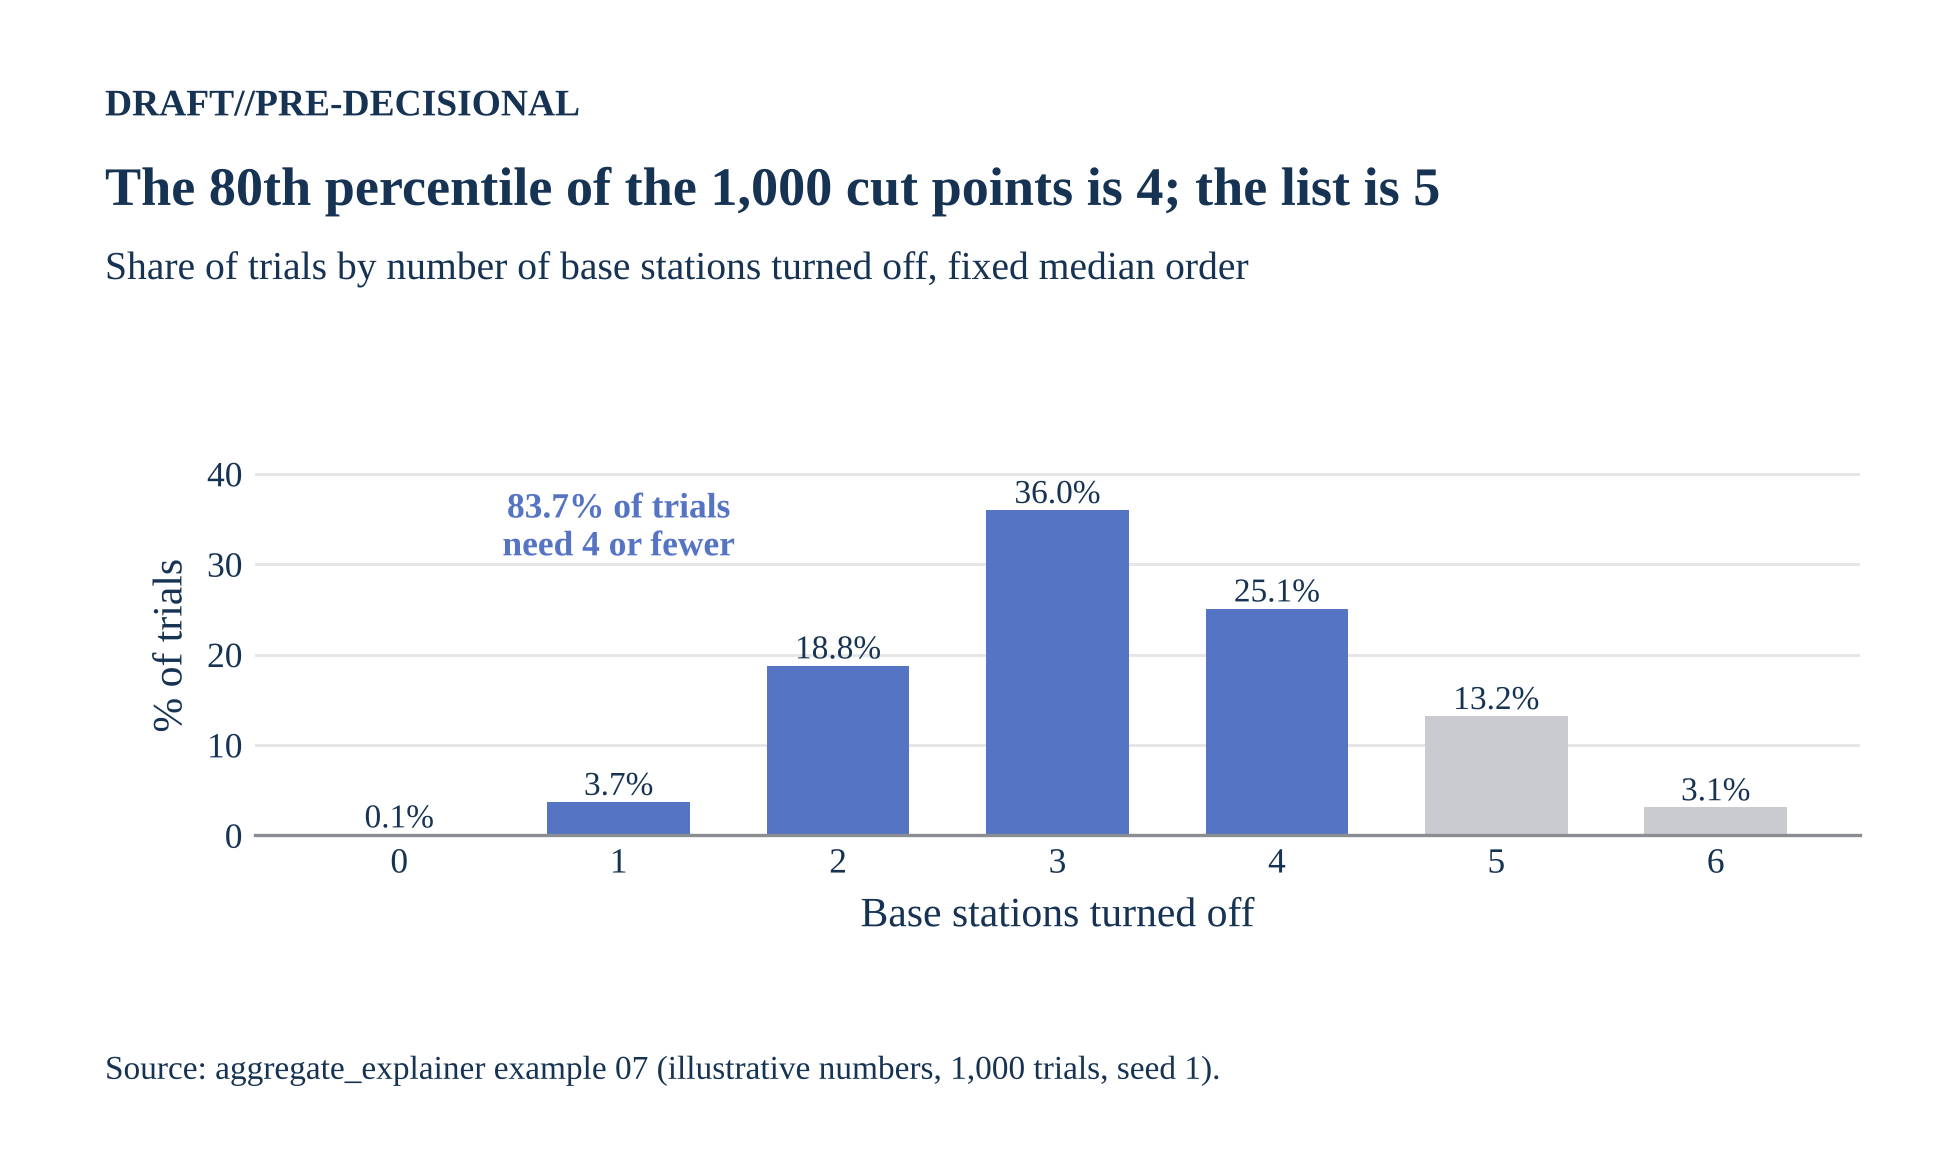 DRAFT//PRE-DECISIONAL
The 80th percentile of the 1,000 cut points is 4; the list is 5
Share of trials by number of base stations turned off, fixed median order
83.7% of trials
need 4 or fewer
% of trials
40
30
20
10
0
0.1%
3.7%
18.8%
36.0%
25.1%
13.2%
3.1%
0
1
2
3
4
5
6
Base stations turned off
Source: aggregate_explainer example 07 (illustrative numbers, 1,000 trials, seed 1).